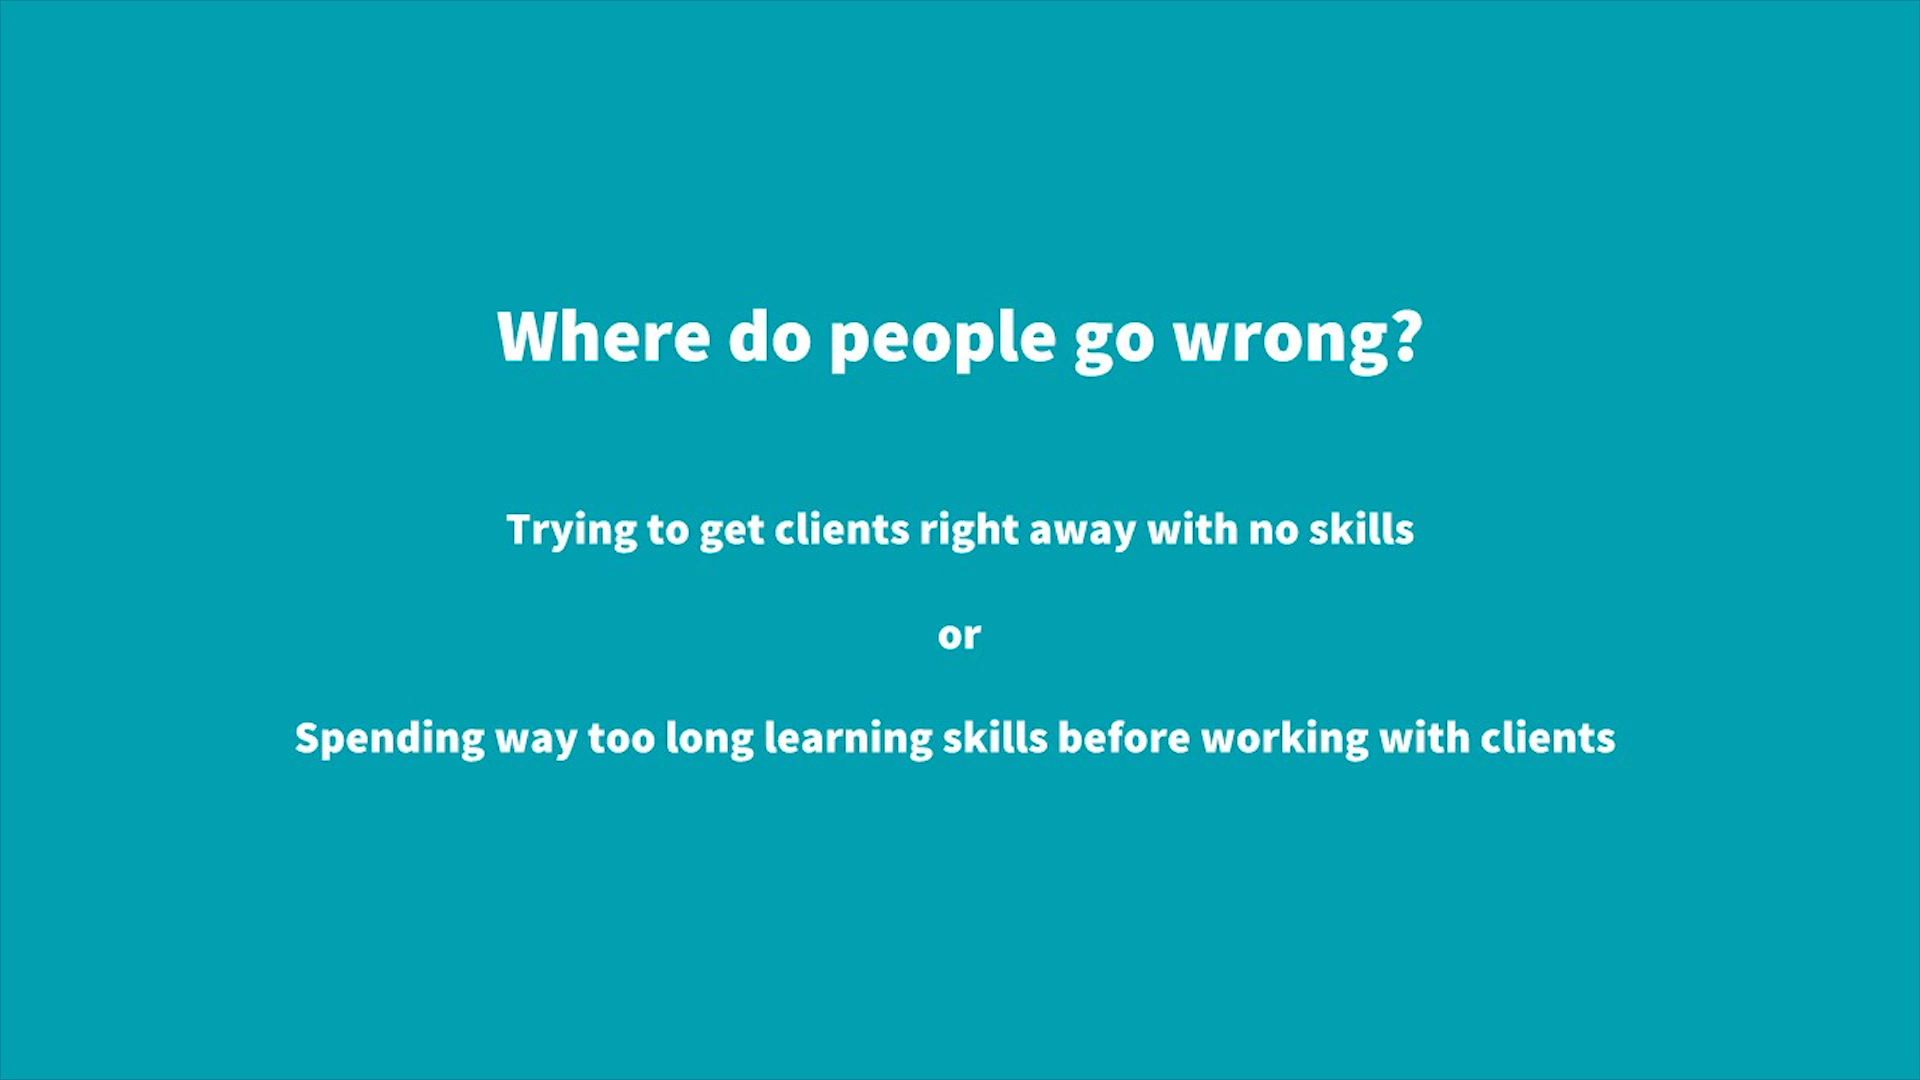 Where do people go wrong?
Trying to get clients right away with no skills
or
Spending way too long learning skills before working with clients